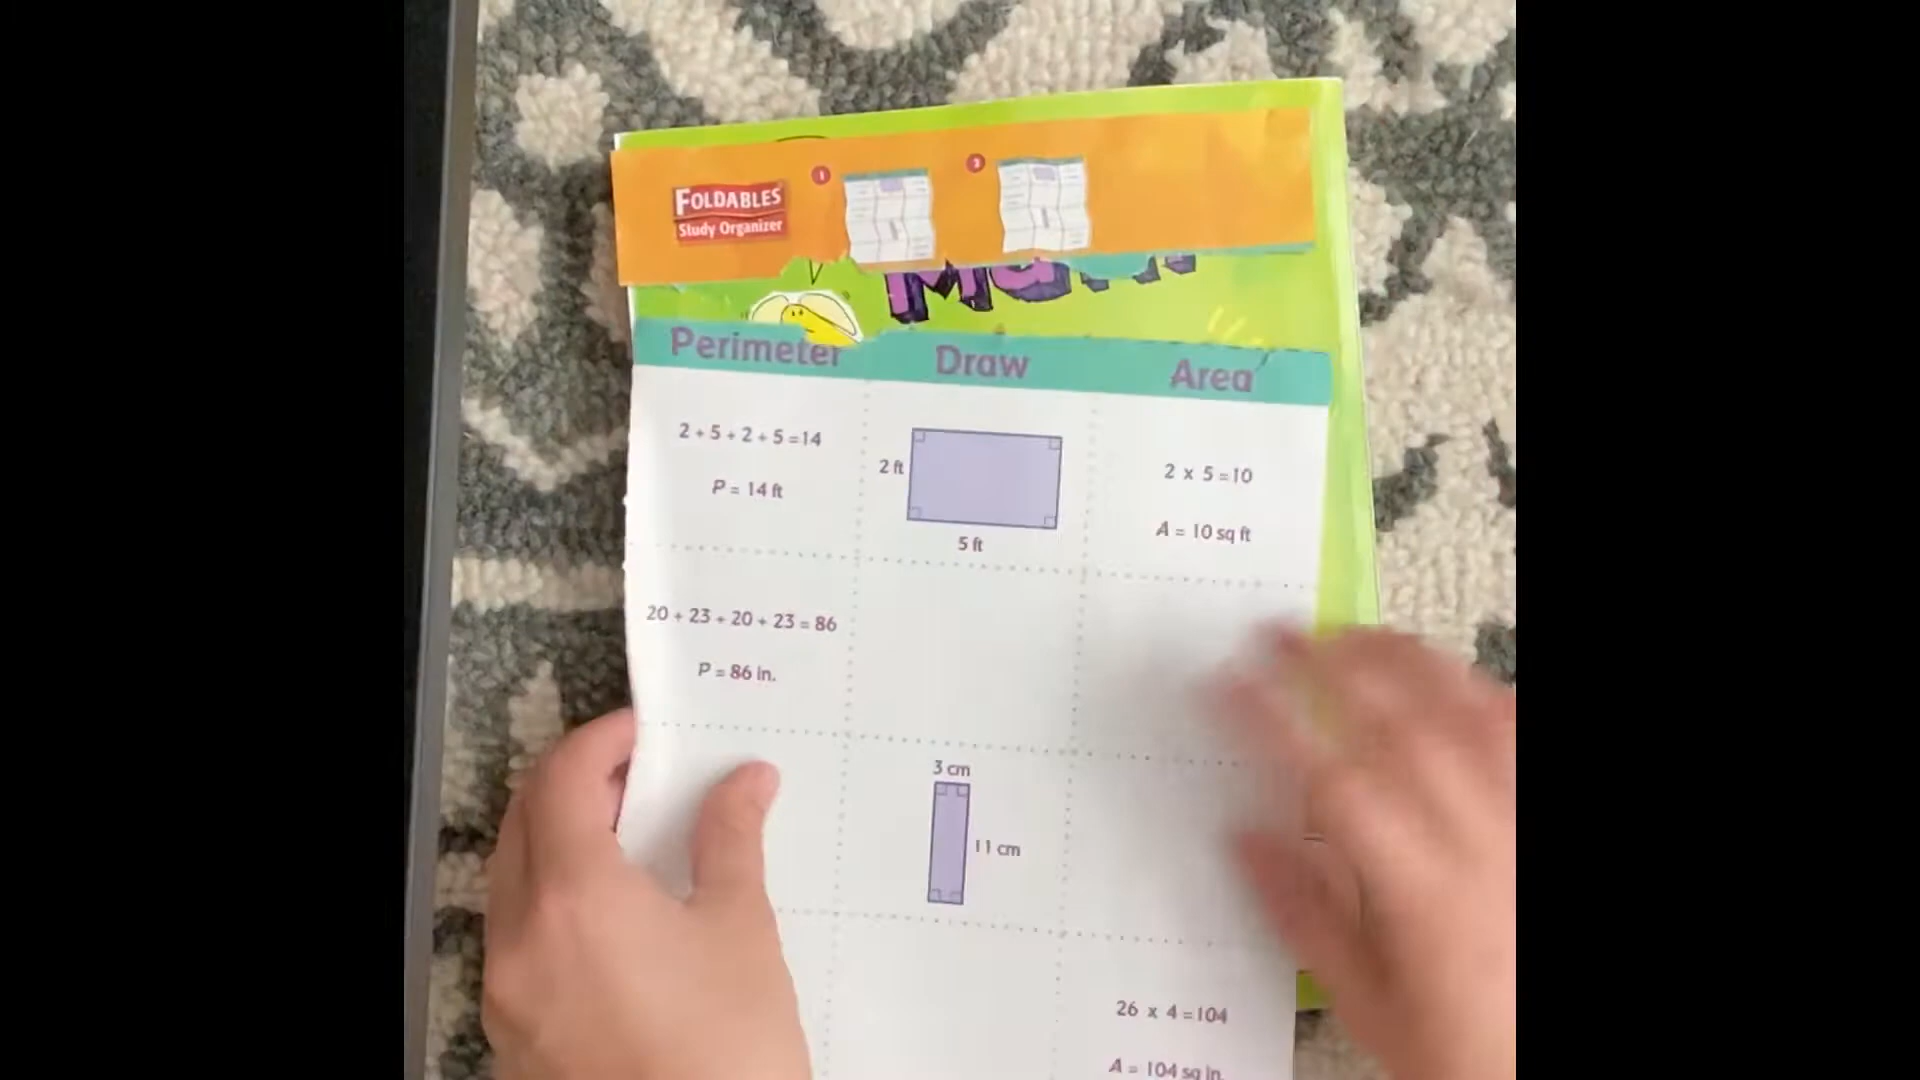 FOLDABLES
Study Organizer
1
2
Perimeter
Draw
Area
2 + 5 + 2 + 5 = 14
P = 14 ft
2 ft
5 ft
2 x 5 = 10
A = 10 sq ft
20 + 23 + 20 + 23 = 86
P = 86 in.
3 cm
11 cm
26 x 4 = 104
A = 104 sq in.